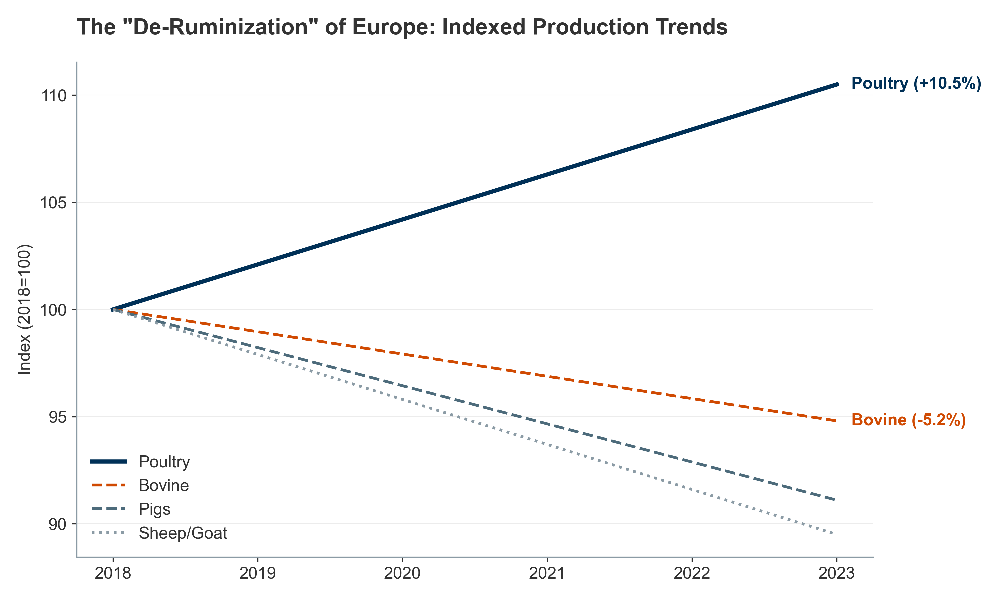 The "De-Ruminization" of Europe: Indexed Production Trends
Index (2018=100)
110
105
100
95
90
Poultry (+10.5%)
Bovine (-5.2%)
Poultry
Bovine
Pigs
Sheep/Goat
2018 2019 2020 2021 2022 2023